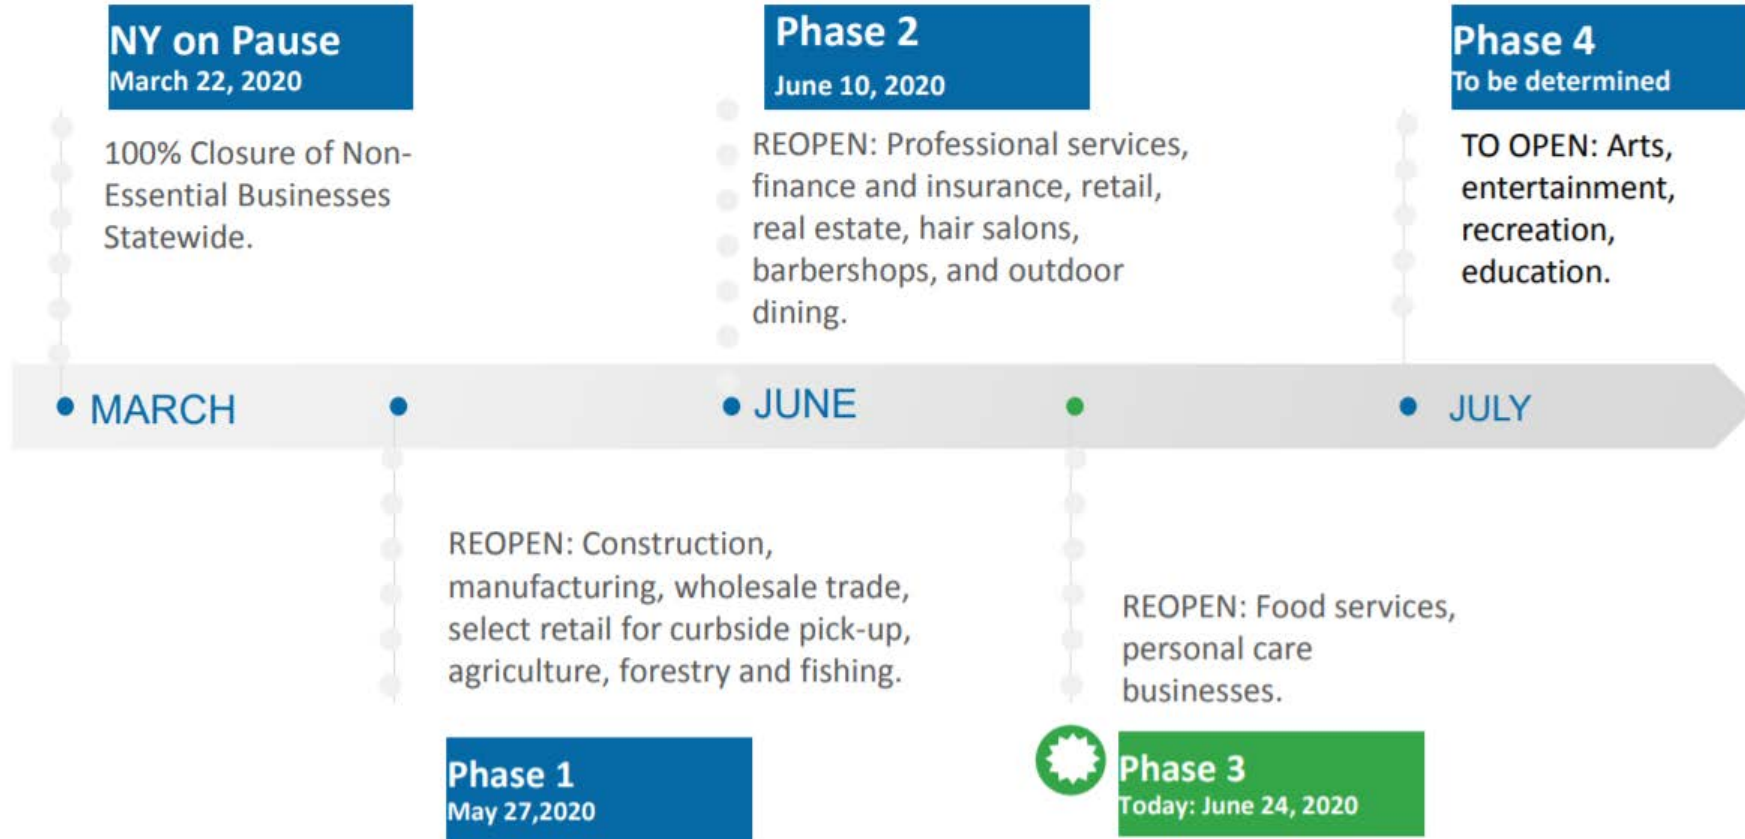 NY on Pause
March 22, 2020
100% Closure of Non-
Essential Businesses
Statewide.
Phase 2
June 10, 2020
REOPEN: Professional services,
finance and insurance, retail,
real estate, hair salons,
barbershops, and outdoor
dining.
Phase 4
To be determined
TO OPEN: Arts,
entertainment,
recreation,
education.
MARCH
JUNE
JULY
REOPEN: Construction,
manufacturing, wholesale trade,
select retail for curbside pick-up,
agriculture, forestry and fishing.
Phase 1
May 27,2020
REOPEN: Food services,
personal care
businesses.
Phase 3
Today: June 24, 2020